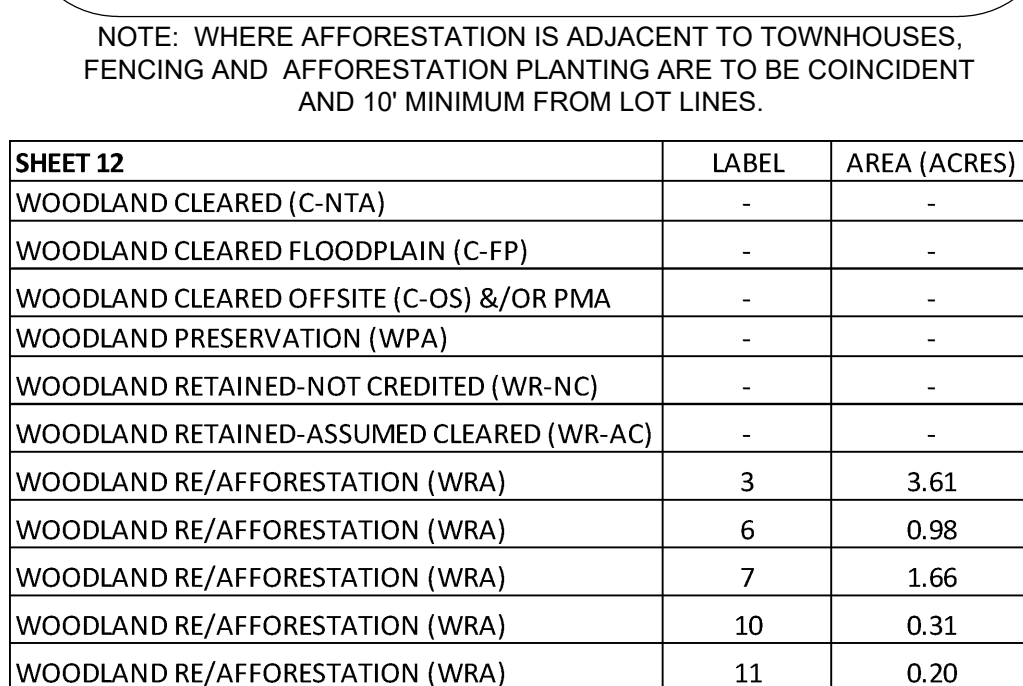 NOTE: WHERE AFFORESTATION IS ADJACENT TO TOWNHOUSES,
FENCING AND AFFORESTATION PLANTING ARE TO BE COINCIDENT
AND 10' MINIMUM FROM LOT LINES.
SHEET 12 LABEL AREA (ACRES)
WOODLAND CLEARED (C-NTA) - -
WOODLAND CLEARED FLOODPLAIN (C-FP) - -
WOODLAND CLEARED OFFSITE (C-OS) &/OR PMA - -
WOODLAND PRESERVATION (WPA) - -
WOODLAND RETAINED-NOT CREDITED (WR-NC) - -
WOODLAND RETAINED-ASSUMED CLEARED (WR-AC) - -
WOODLAND RE/AFFORESTATION (WRA) 3 3.61
WOODLAND RE/AFFORESTATION (WRA) 6 0.98
WOODLAND RE/AFFORESTATION (WRA) 7 1.66
WOODLAND RE/AFFORESTATION (WRA) 10 0.31
WOODLAND RE/AFFORESTATION (WRA) 11 0.20